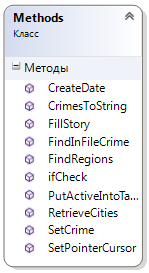 Methods
Класс
Методы
CreateDate
CrimesToString
FillStory
FindInFileCrime
FindRegions
ifCheck
PutActiveIntoTa...
RetrieveCities
SetCrime
SetPointerCursor